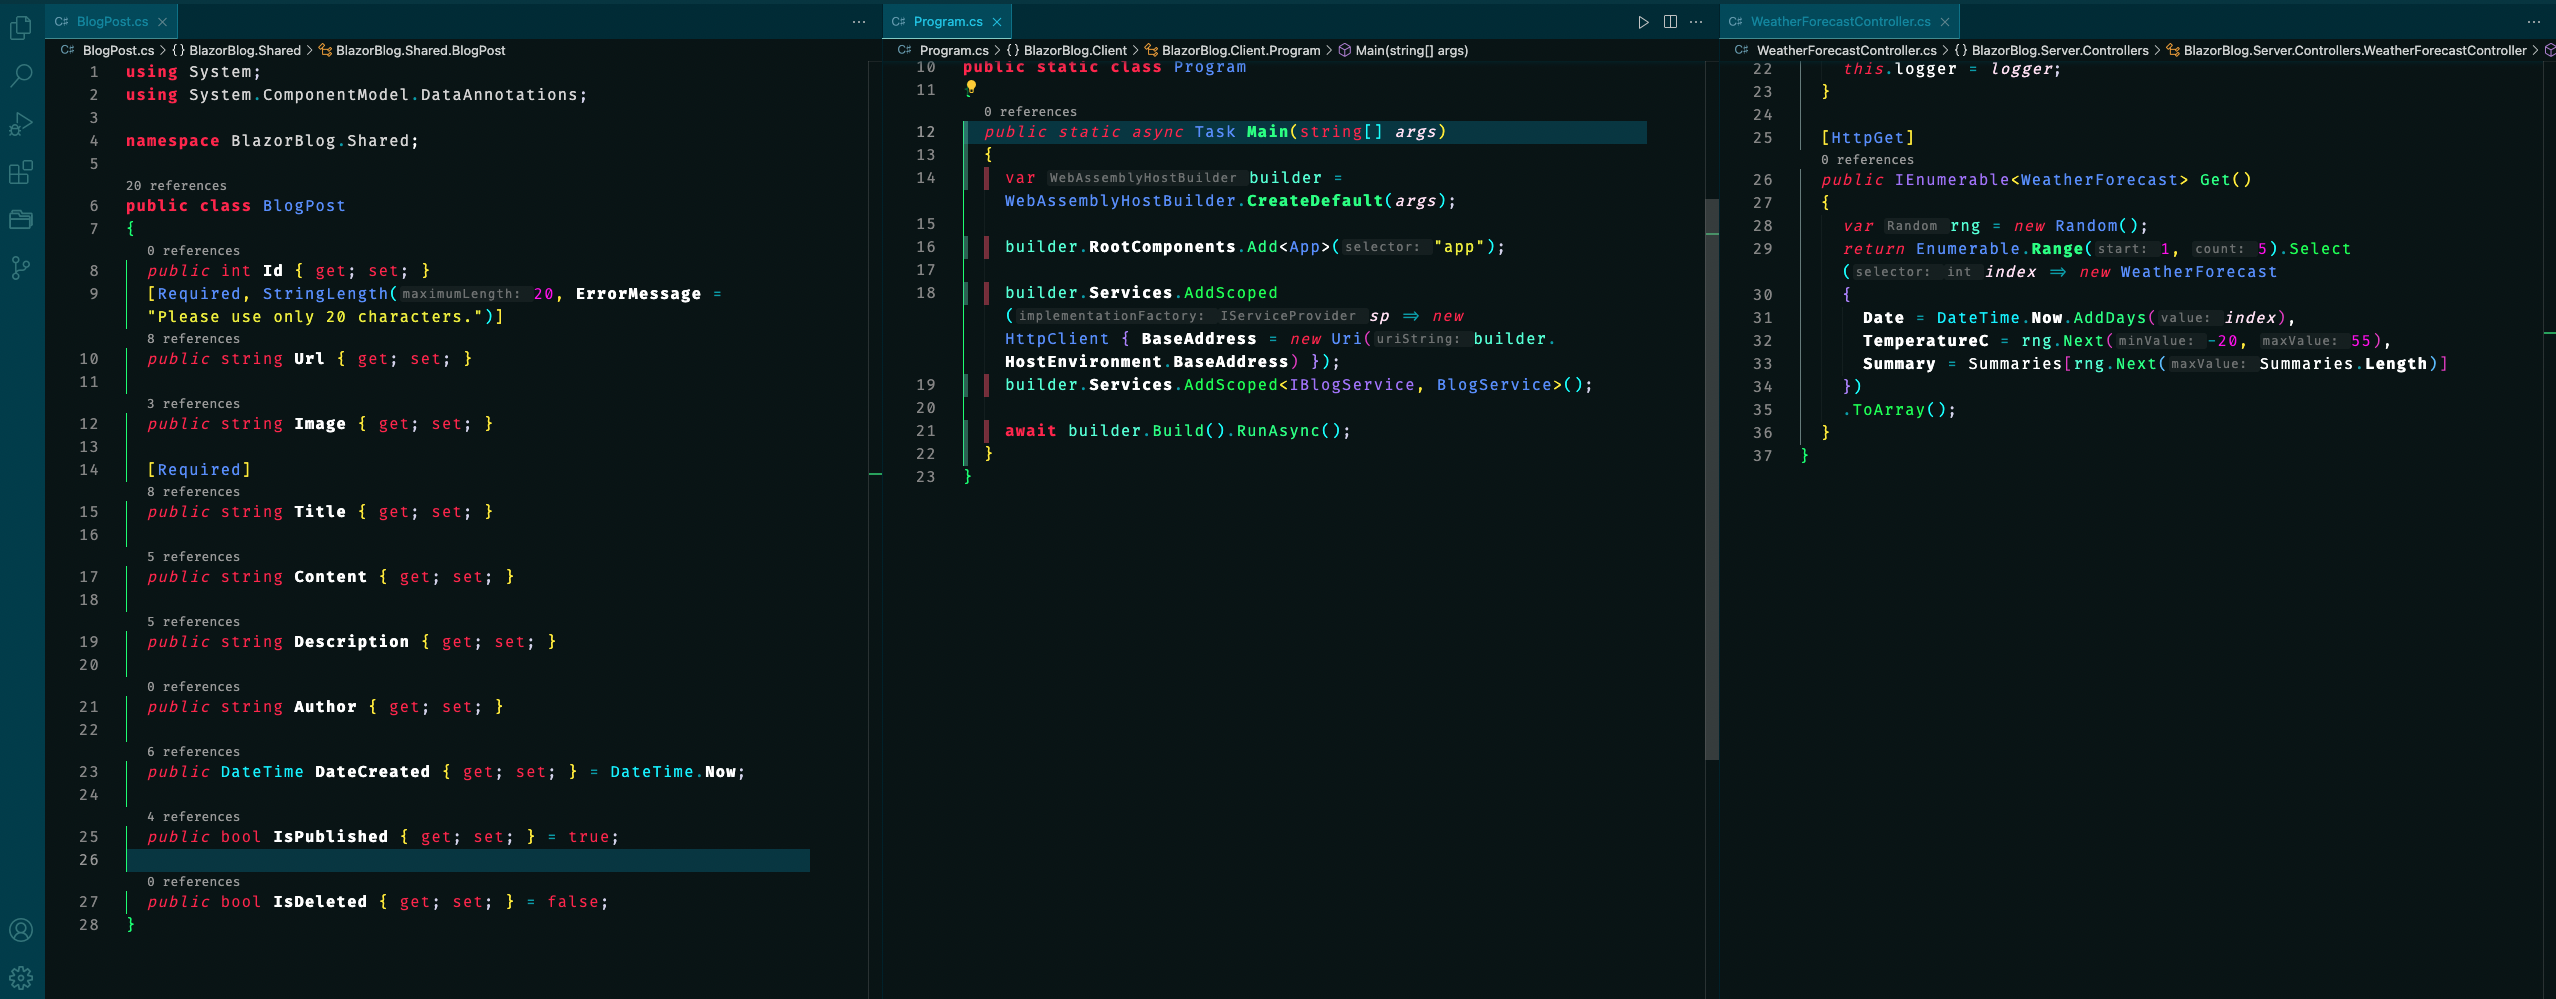 C# BlogPost.cs
C# BlogPost.cs > {} BlazorBlog.Shared > BlazorBlog.Shared.BlogPost
1 using System;
2 using System.ComponentModel.DataAnnotations;
3
4 namespace BlazorBlog.Shared;
5
20 references
6 public class BlogPost
7 {
0 references
8 public int Id { get; set; }
9 [Required, StringLength(maximumLength: 20, ErrorMessage =
"Please use only 20 characters.")]
8 references
10 public string Url { get; set; }
11
3 references
12 public string Image { get; set; }
13
14 [Required]
8 references
15 public string Title { get; set; }
16
5 references
17 public string Content { get; set; }
18
5 references
19 public string Description { get; set; }
20
0 references
21 public string Author { get; set; }
22
6 references
23 public DateTime DateCreated { get; set; } = DateTime.Now;
24
4 references
25 public bool IsPublished { get; set; } = true;
26
0 references
27 public bool IsDeleted { get; set; } = false;
28 }
C# Program.cs
C# Program.cs > {} BlazorBlog.Client > BlazorBlog.Client.Program > Main(string[] args)
10 public static class Program
11 {
0 references
12 public static async Task Main(string[] args)
13 {
14 var WebAssemblyHostBuilder builder =
WebAssemblyHostBuilder.CreateDefault(args);
15
16 builder.RootComponents.Add<App>(selector: "app");
17
18 builder.Services.AddScoped
(implementationFactory: IServiceProvider sp => new
HttpClient { BaseAddress = new Uri(uriString: builder.
HostEnvironment.BaseAddress) });
19 builder.Services.AddScoped<IBlogService, BlogService>();
20
21 await builder.Build().RunAsync();
22 }
23 }
C# WeatherForecastController.cs
C# WeatherForecastController.cs > {} BlazorBlog.Server.Controllers > BlazorBlog.Server.Controllers.WeatherForecastController >
22 this.logger = logger;
23 }
24
25 [HttpGet]
0 references
26 public IEnumerable<WeatherForecast> Get()
27 {
28 var Random rng = new Random();
29 return Enumerable.Range(start: 1, count: 5).Select
(selector: int index => new WeatherForecast
30 {
31 Date = DateTime.Now.AddDays(value: index),
32 TemperatureC = rng.Next(minValue: -20, maxValue: 55),
33 Summary = Summaries[rng.Next(maxValue: Summaries.Length)]
34 })
35 .ToArray();
36 }
37 }